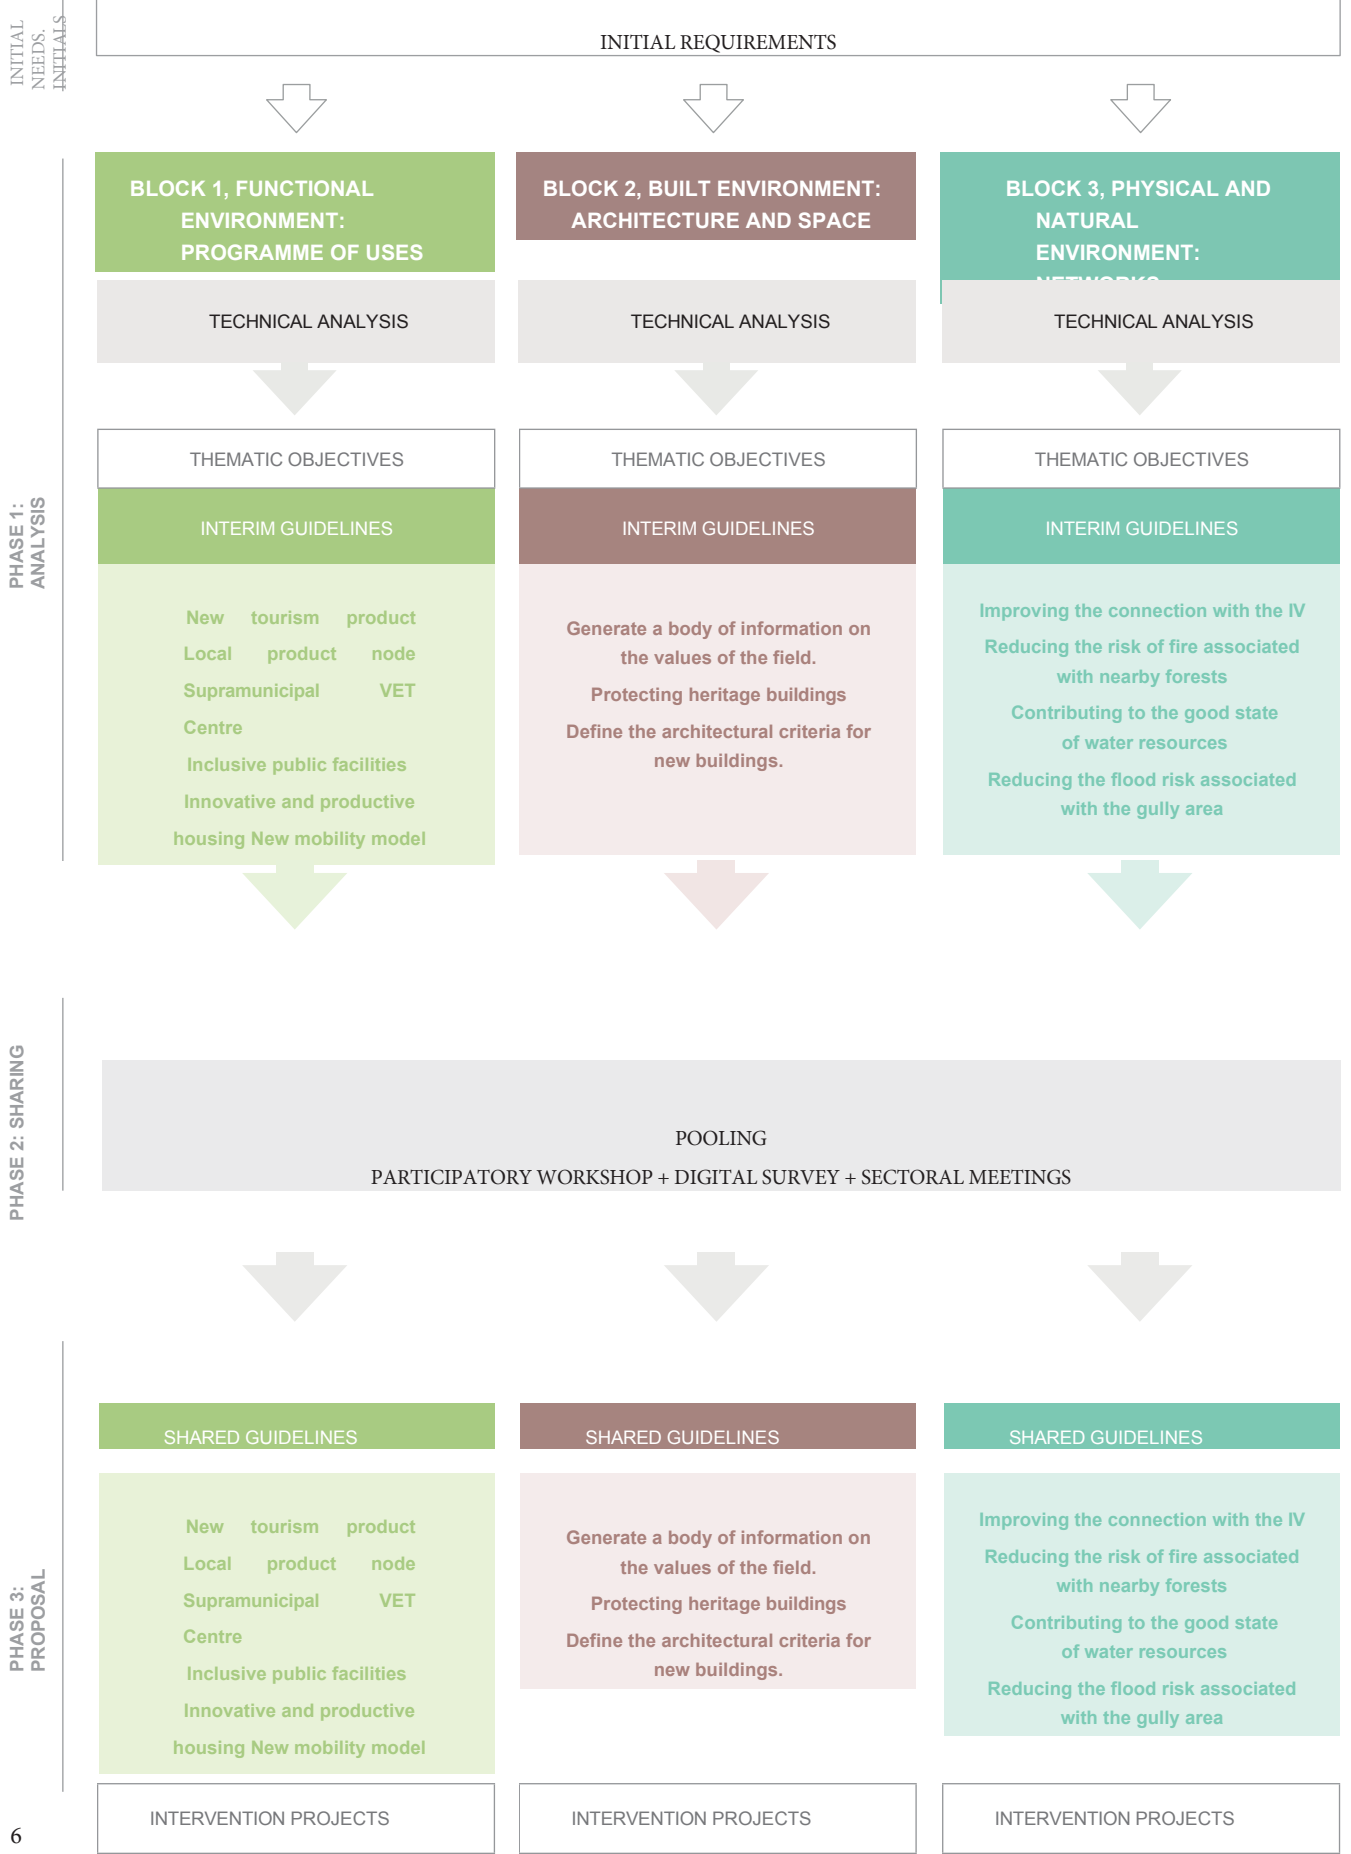 INITIAL
NEEDS.
INITIALS
INITIAL REQUIREMENTS
BLOCK 1, FUNCTIONAL
ENVIRONMENT:
PROGRAMME OF USES
BLOCK 2, BUILT ENVIRONMENT:
ARCHITECTURE AND SPACE
BLOCK 3, PHYSICAL AND
NATURAL
ENVIRONMENT:
NETWORKS
TECHNICAL ANALYSIS
TECHNICAL ANALYSIS
TECHNICAL ANALYSIS
PHASE 1:
ANALYSIS
THEMATIC OBJECTIVES
THEMATIC OBJECTIVES
THEMATIC OBJECTIVES
INTERIM GUIDELINES
INTERIM GUIDELINES
INTERIM GUIDELINES
New tourism product
Local product node
Supramunicipal VET
Centre
Inclusive public facilities
Innovative and productive
housing New mobility model
Generate a body of information on
the values of the field.
Protecting heritage buildings
Define the architectural criteria for
new buildings.
Improving the connection with the IV
Reducing the risk of fire associated
with nearby forests
Contributing to the good state
of water resources
Reducing the flood risk associated
with the gully area
PHASE 2: SHARING
POOLING
PARTICIPATORY WORKSHOP + DIGITAL SURVEY + SECTORAL MEETINGS
PHASE 3:
PROPOSAL
SHARED GUIDELINES
SHARED GUIDELINES
SHARED GUIDELINES
New tourism product
Local product node
Supramunicipal VET
Centre
Inclusive public facilities
Innovative and productive
housing New mobility model
Generate a body of information on
the values of the field.
Protecting heritage buildings
Define the architectural criteria for
new buildings.
Improving the connection with the IV
Reducing the risk of fire associated
with nearby forests
Contributing to the good state
of water resources
Reducing the flood risk associated
with the gully area
INTERVENTION PROJECTS
INTERVENTION PROJECTS
INTERVENTION PROJECTS
6